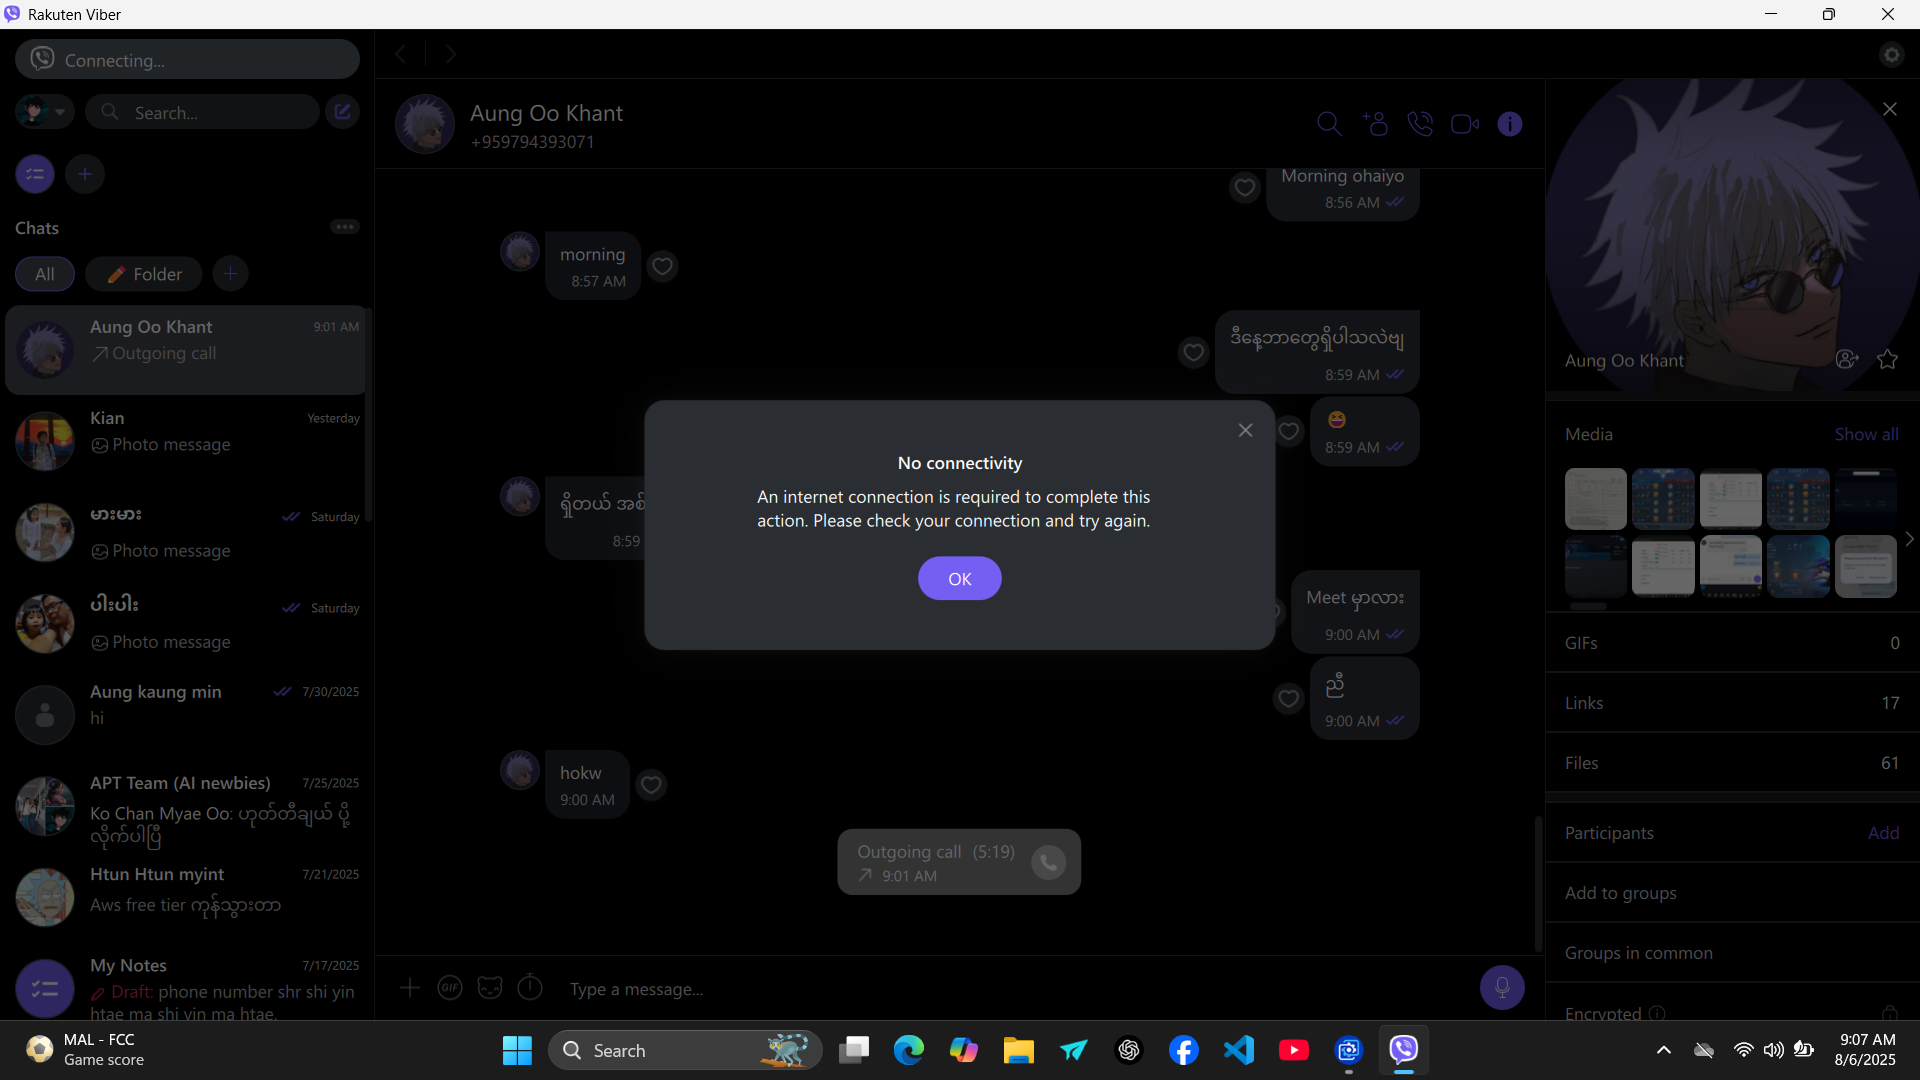 Rakuten Viber
Connecting...
Search...
Chats
All
Folder
Aung Oo Khant
9:01 AM
Outgoing call
Kian
Yesterday
Photo message
မားမား
Saturday
Photo message
ပါးပါး
Saturday
Photo message
Aung kaung min
7/30/2025
hi
APT Team (AI newbies)
7/25/2025
Ko Chan Myae Oo: ဟုတ်တီချယ် ပို့
လိုက်ပါပြီ
Htun Htun myint
7/21/2025
Aws free tier ကုန်သွားတာ
My Notes
7/17/2025
Draft: phone number shr shi yin
htae ma shi yin ma htae.
Aung Oo Khant
+959794393071
Morning ohaiyo
8:56 AM
morning
8:57 AM
ဒီနေ့ဘာတွေရှိပါသလဲဗျ
8:59 AM
8:59 AM
ရှိတယ် အစ်
8:59
No connectivity
An internet connection is required to complete this
action. Please check your connection and try again.
OK
Meet မှာလား
9:00 AM
ညီ
9:00 AM
hokw
9:00 AM
Outgoing call (5:19)
9:01 AM
GIF
Type a message...
Aung Oo Khant
Media
Show all
GIFs
0
Links
17
Files
61
Participants
Add
Add to groups
Groups in common
Encrypted
MAL - FCC
Game score
Search
9:07 AM
8/6/2025